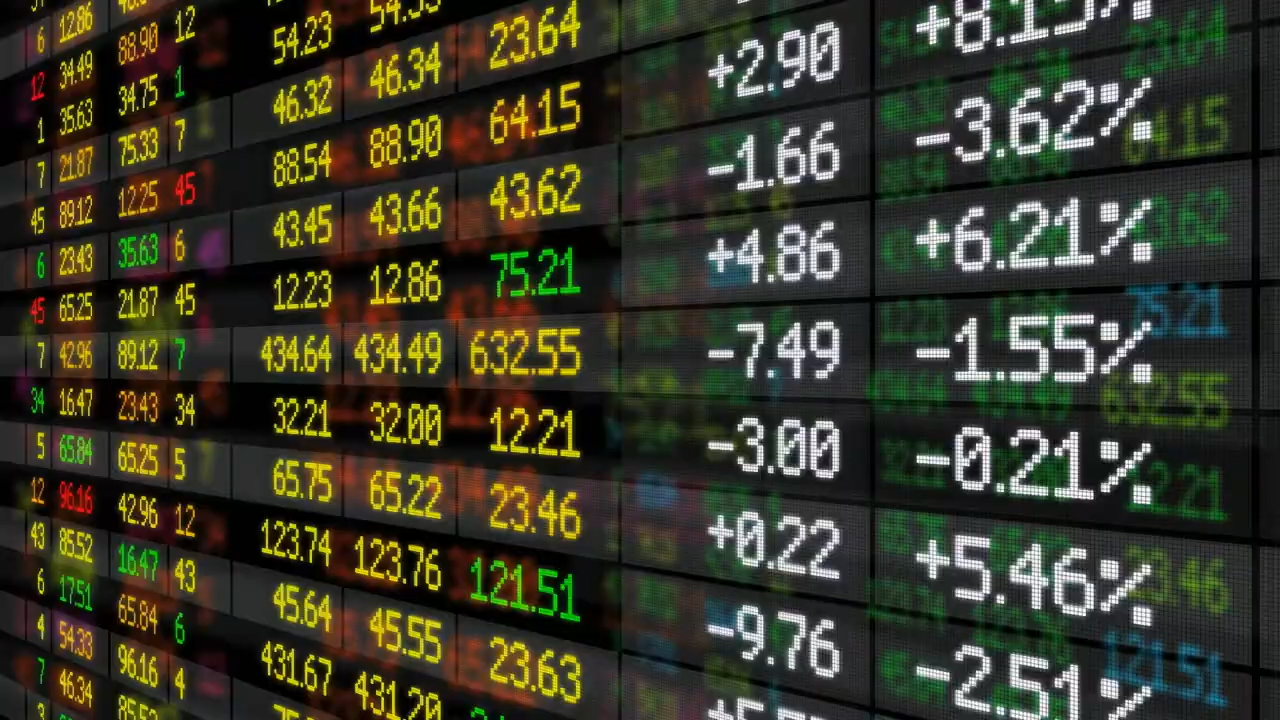 6 12.86
12 34.49 88.90 12
1 35.63 34.75 1 54.23
7 21.87 75.33 7 46.32 46.34 23.64
45 89.12 12.25 45 88.54 88.90 64.15 +2.90 +8.15%
6 23.43 35.63 6 43.45 43.66 43.62 -1.66 -3.62%
45 65.25 21.87 45 12.23 12.86 75.21 +4.86 +6.21%
7 42.96 89.12 7 434.64 434.49 632.55 -7.49 -1.55%
34 16.47 23.43 34 32.21 32.00 12.21 -3.00 -0.21%
5 65.84 65.25 5 65.75 65.22 23.46 +0.22 +5.46%
12 96.16 42.96 12 123.74 123.76 121.51 -9.76 -2.51%
43 85.52 16.47 43 45.64 45.55 23.63
6 17.51 65.84 6 431.67 431.20
4 54.33 96.16 4
7 46.34 85.52
3